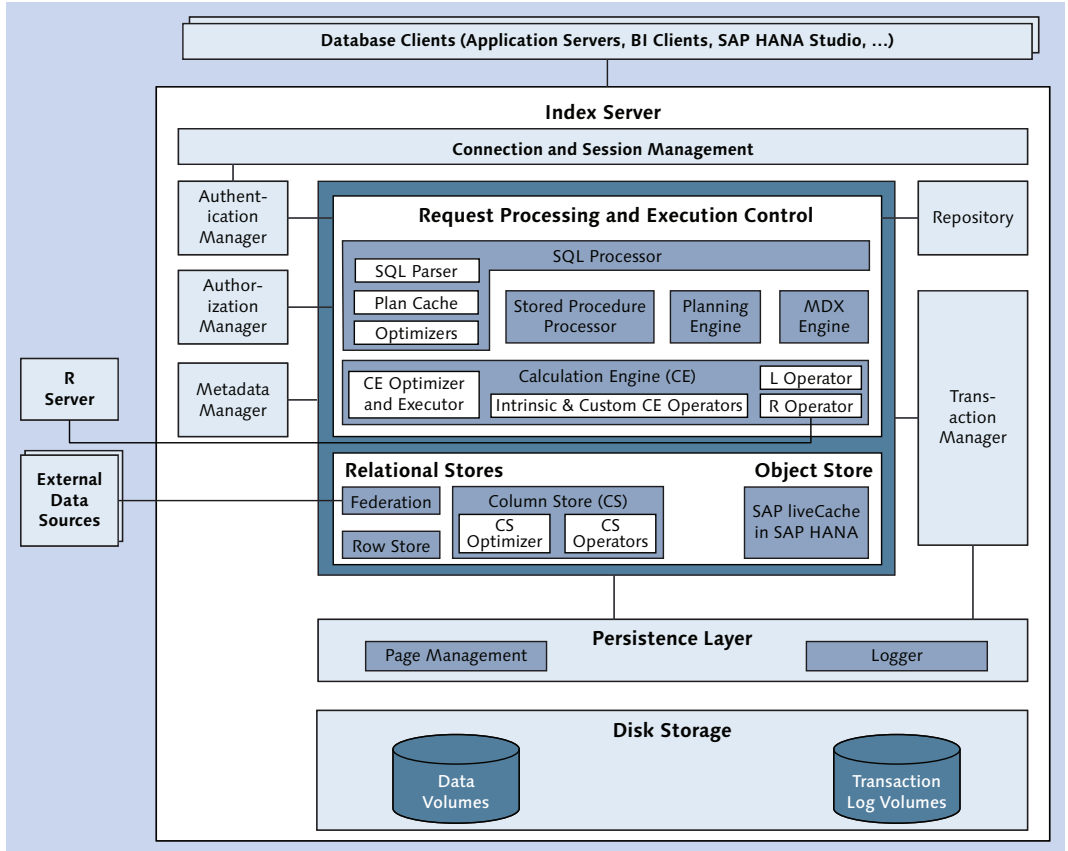 Database Clients (Application Servers, BI Clients, SAP HANA Studio, ...)
Index Server
Connection and Session Management
Authent-
ication
Manager
Request Processing and Execution Control
Repository
SQL Processor
SQL Parser
Plan Cache
Optimizers
Stored Procedure
Processor
Planning
Engine
MDX
Engine
Author-
ization
Manager
Trans-
action
Manager
R
Server
Metadata
Manager
Calculation Engine (CE)
CE Optimizer
and Executor
Intrinsic & Custom CE Operators
L Operator
R Operator
External
Data
Sources
Relational Stores
Federation
Row Store
Column Store (CS)
CS
Optimizer
CS
Operators
Object Store
SAP liveCache
in SAP HANA
Persistence Layer
Page Management
Logger
Disk Storage
Data
Volumes
Transaction
Log Volumes